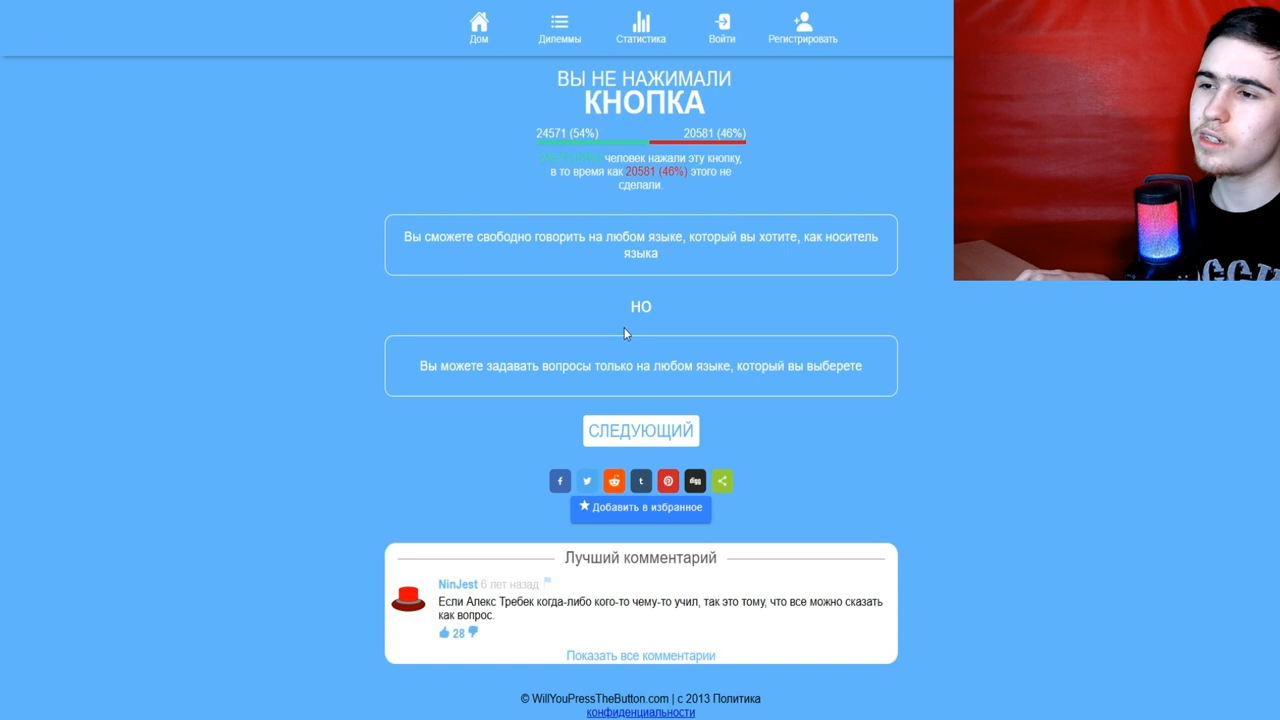 Дом
Дилеммы
Статистика
Войти
Регистрировать
ВЫ НЕ НАЖИМАЛИ
КНОПКА
24571 (54%)
20581 (46%)
24571 (54%) человек нажали эту кнопку,
в то время как 20581 (46%) этого не
сделали.
Вы сможете свободно говорить на любом языке, который вы хотите, как носитель
языка
НО
Вы можете задавать вопросы только на любом языке, который вы выберете
СЛЕДУЮЩИЙ
Добавить в избранное
Лучший комментарий
NinJest 6 лет назад
Если Алекс Требек когда-либо кого-то чему-то учил, так это тому, что все можно сказать
как вопрос.
28
Показать все комментарии
© WillYouPressTheButton.com | с 2013 Политика
конфиденциальности